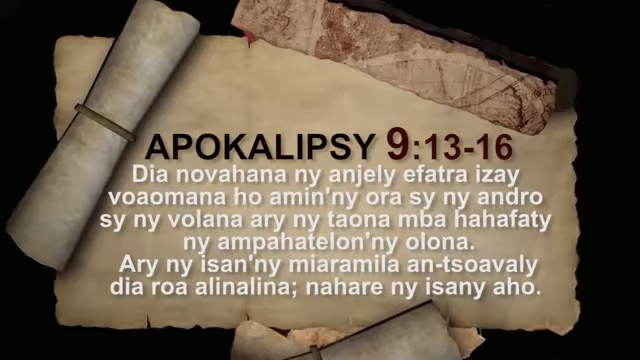 APOKALIPSY 9:13-16
Dia novahana ny anjely efatra izay
voaomana ho amin'ny ora sy ny andro
sy ny volana ary ny taona mba hahafaty
ny ampahatelon'ny olona.
Ary ny isan'ny miaramila an-tsoavaly
dia roa alinalina; nahare ny isany aho.